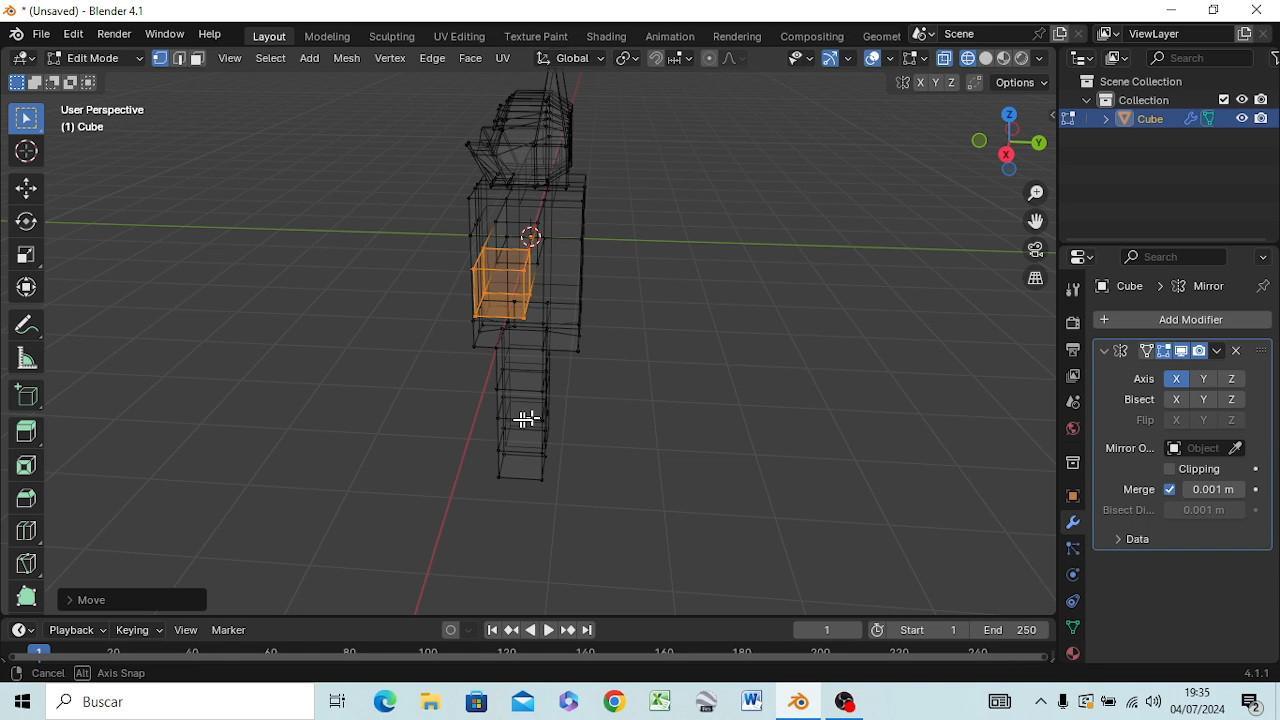 * (Unsaved) - Blender 4.1
File Edit Render Window Help Layout Modeling Sculpting UV Editing Texture Paint Shading Animation Rendering Compositing Geomet Scene ViewLayer
Edit Mode View Select Add Mesh Vertex Edge Face UV Global Search
X Y Z Options
User Perspective
(1) Cube
Scene Collection
Collection
Cube
Z
Y
X
Search
Cube > Mirror
+ Add Modifier
Axis X Y Z
Bisect X Y Z
Flip X Y Z
Mirror O... Object
Clipping
Merge 0.001 m
Bisect Di... 0.001 m
> Data
> Move
Playback Keying View Marker 1 Start 1 End 250
1 20 40 60 80 100 120 140 160 180 200 220 240
Cancel Alt Axis Snap 4.1.1
Buscar
19:35
04/07/2024
2